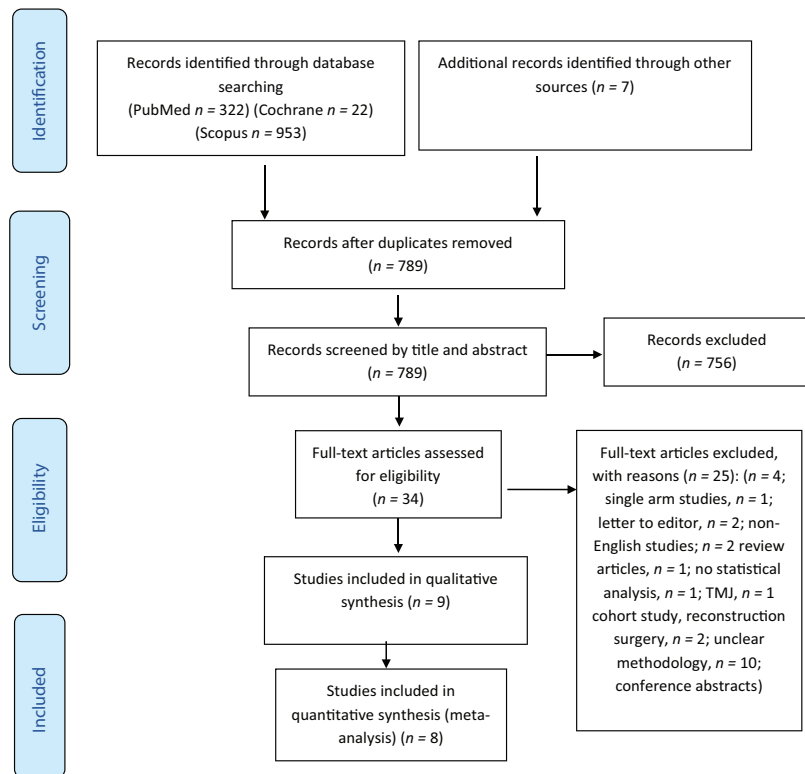 Identification
Records identified through database
searching
(PubMed n = 322) (Cochrane n = 22)
(Scopus n = 953)
Additional records identified through other
sources (n = 7)
Screening
Records after duplicates removed
(n = 789)
Records screened by title and abstract
(n = 789)
Records excluded
(n = 756)
Eligibility
Full-text articles assessed
for eligibility
(n = 34)
Full-text articles excluded,
with reasons (n = 25): (n = 4;
single arm studies, n = 1;
letter to editor, n = 2; non-
English studies; n = 2 review
articles, n = 1; no statistical
analysis, n = 1; TMJ, n = 1
cohort study, reconstruction
surgery, n = 2; unclear
methodology, n = 10;
conference abstracts)
Studies included in qualitative
synthesis (n = 9)
Included
Studies included in
quantitative synthesis (meta-
analysis) (n = 8)